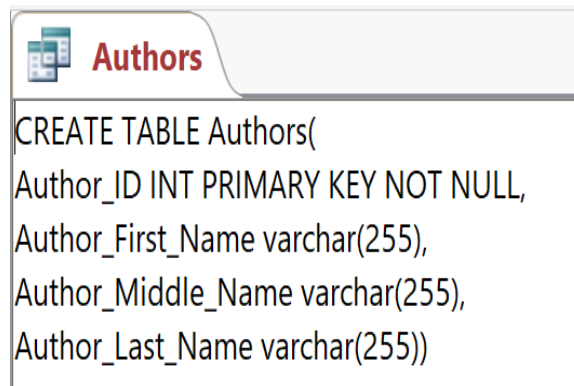 Authors
CREATE TABLE Authors(
Author_ID INT PRIMARY KEY NOT NULL,
Author_First_Name varchar(255),
Author_Middle_Name varchar(255),
Author_Last_Name varchar(255))